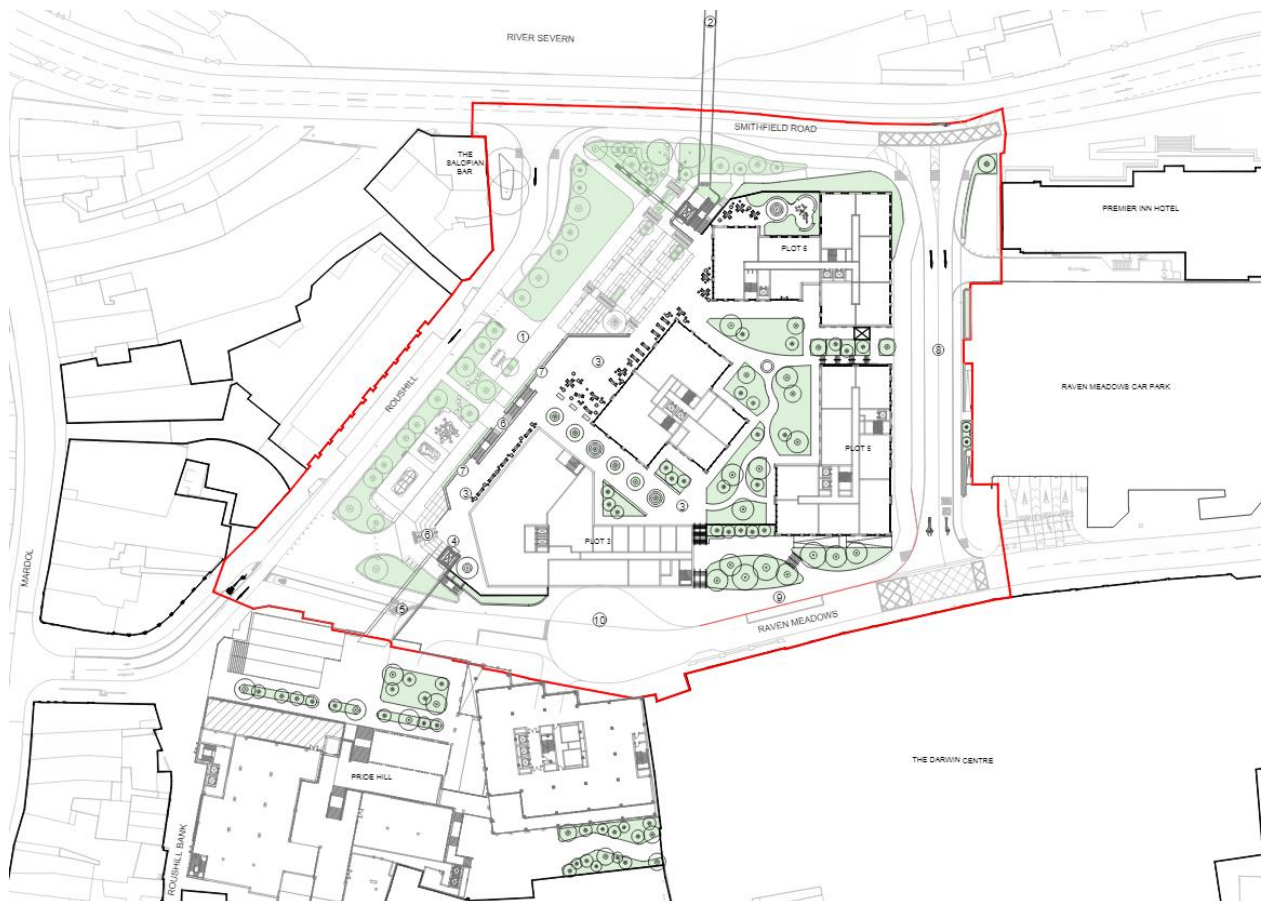 ②
RIVER SEVERN
SMITHFIELD ROAD
THE
SALOPIAN
BAR
PREMIER INN HOTEL
PLOT 6
①
③
⑧
⑦
ROUSHILL
RAVEN MEADOWS CAR PARK
⑥
PLOT 5
⑦
③
③
⑥
④
PLOT 3
MARDOL
⑤
⑨
⑩
RAVEN MEADOWS
THE DARWIN CENTRE
PRIDE HILL
ROUSHILL BANK